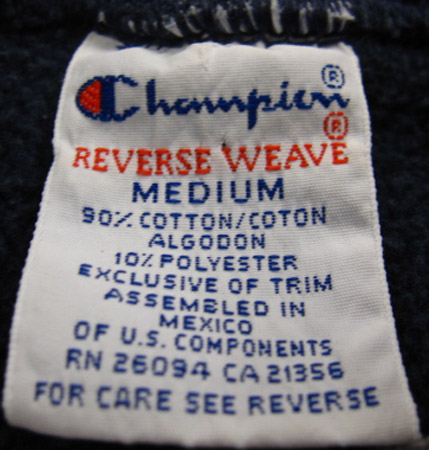 Champion®
REVERSE WEAVE®
MEDIUM
90% COTTON/COTON
ALGODON
10% POLYESTER
EXCLUSIVE OF TRIM
ASSEMBLED IN
MEXICO
OF U.S. COMPONENTS
RN 26094 CA 21356
FOR CARE SEE REVERSE